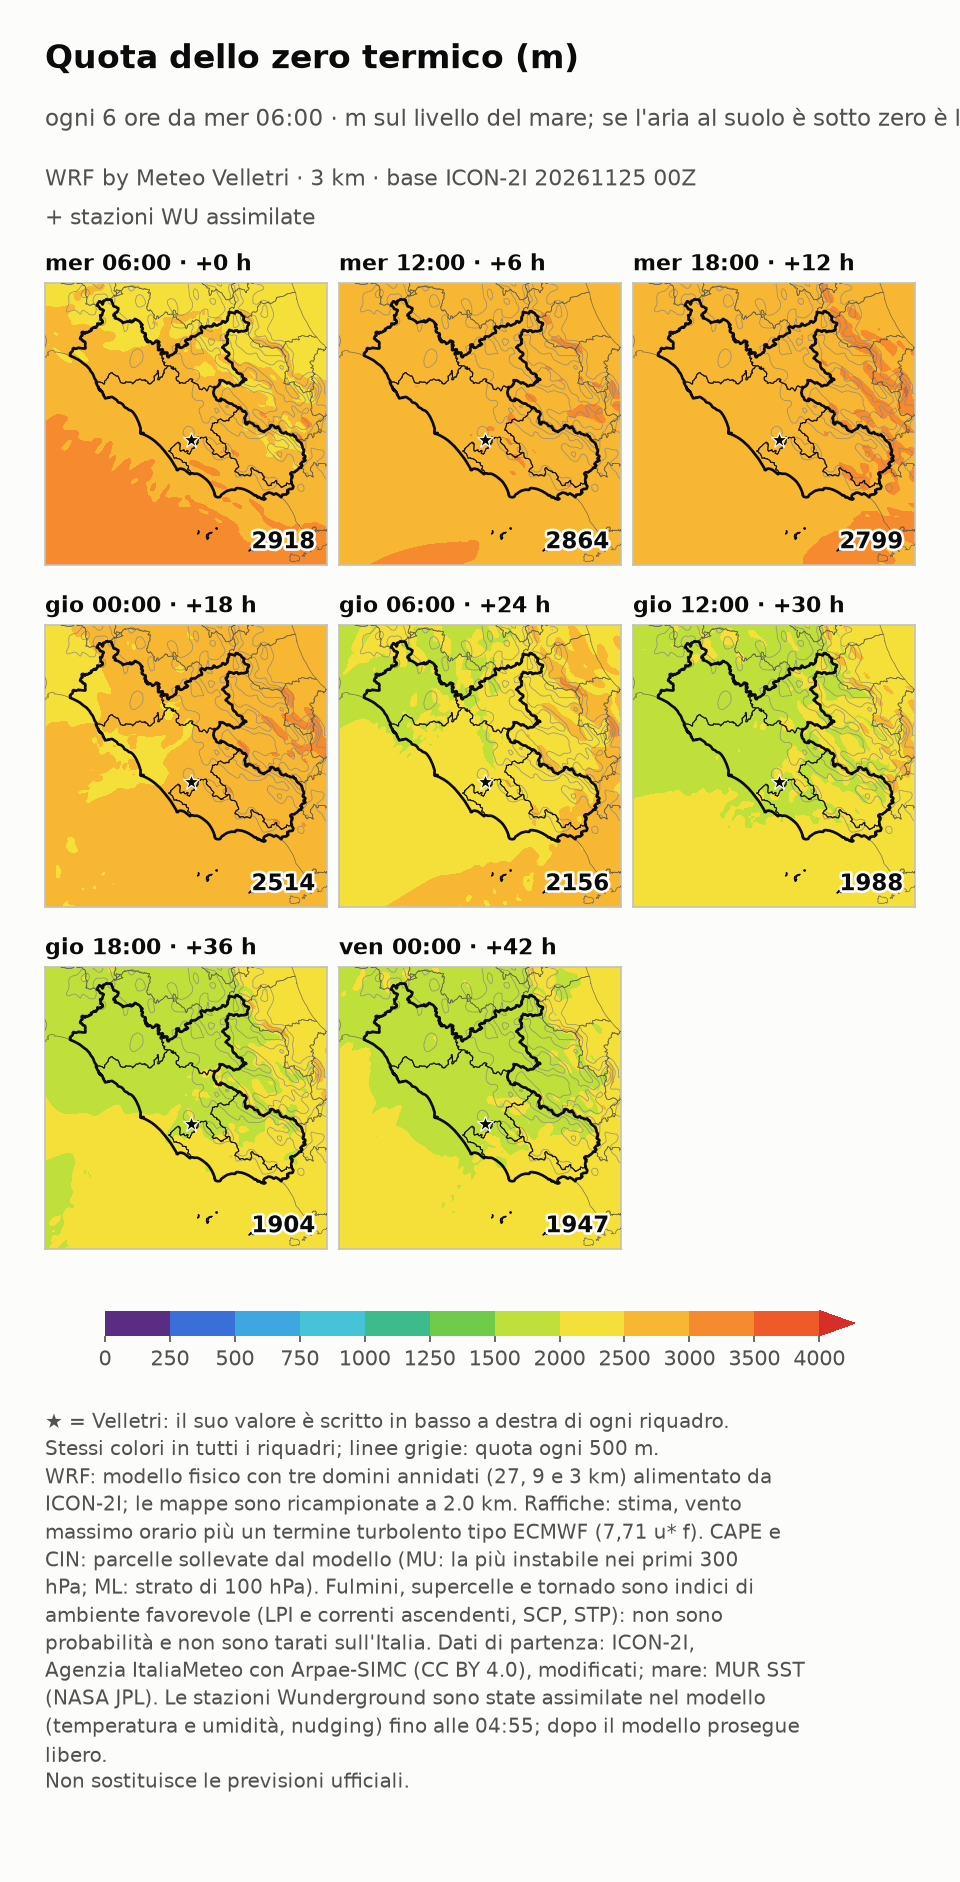 Quota dello zero termico (m)
ogni 6 ore da mer 06:00 · m sul livello del mare; se l'aria al suolo è sotto zero è
WRF by Meteo Velletri · 3 km · base ICON-2I 20261125 00Z
+ stazioni WU assimilate
mer 06:00 · +0 h
mer 12:00 · +6 h
mer 18:00 · +12 h
2918
2864
2799
gio 00:00 · +18 h
gio 06:00 · +24 h
gio 12:00 · +30 h
2514
2156
1988
gio 18:00 · +36 h
ven 00:00 · +42 h
1904
1947
0 250 500 750 1000 1250 1500 2000 2500 3000 3500 4000
★ = Velletri: il suo valore è scritto in basso a destra di ogni riquadro.
Stessi colori in tutti i riquadri; linee grigie: quota ogni 500 m.
WRF: modello fisico con tre domini annidati (27, 9 e 3 km) alimentato da
ICON-2I; le mappe sono ricampionate a 2.0 km. Raffiche: stima, vento
massimo orario più un termine turbolento tipo ECMWF (7,71 u* f). CAPE e
CIN: parcelle sollevate dal modello (MU: la più instabile nei primi 300
hPa; ML: strato di 100 hPa). Fulmini, supercelle e tornado sono indici di
ambiente favorevole (LPI e correnti ascendenti, SCP, STP): non sono
probabilità e non sono tarati sull'Italia. Dati di partenza: ICON-2I,
Agenzia ItaliaMeteo con Arpae-SIMC (CC BY 4.0), modificati; mare: MUR SST
(NASA JPL). Le stazioni Wunderground sono state assimilate nel modello
(temperatura e umidità, nudging) fino alle 04:55; dopo il modello prosegue
libero.
Non sostituisce le previsioni ufficiali.